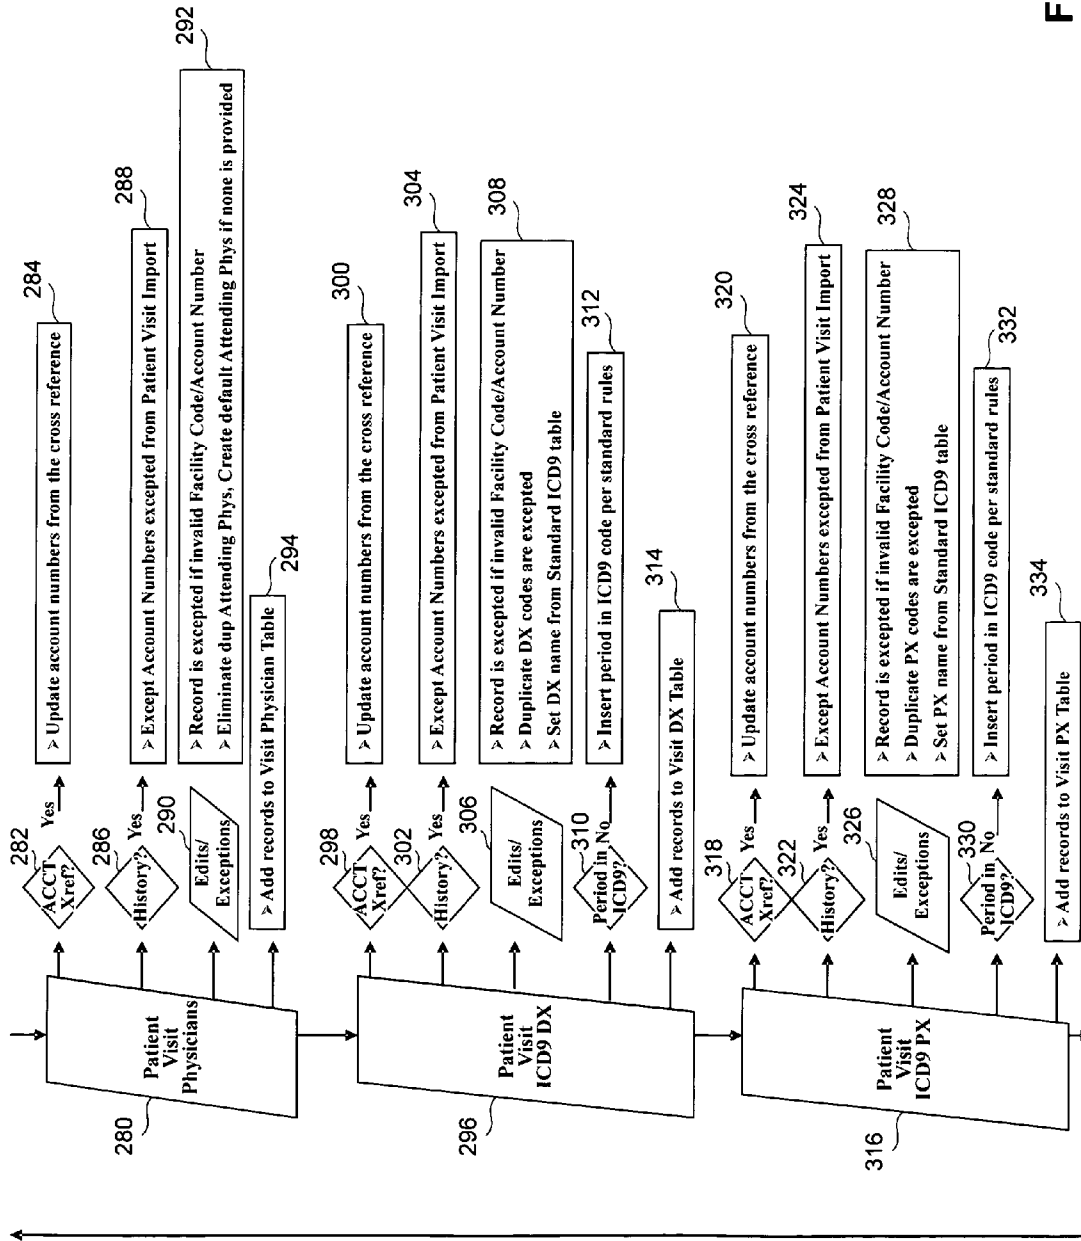 280
Patient
Visit
Physicians
282
ACCT
Xref?
Yes
➢ Update account numbers from the cross reference
284
286
History?
Yes
➢ Except Account Numbers excepted from Patient Visit Import
288
290
Edits/
Exceptions
➢ Record is excepted if invalid Facility Code/Account Number
➢ Eliminate dup Attending Phys, Create default Attending Phys if none is provided
292
➢ Add records to Visit Physician Table
294
296
Patient
Visit
ICD9 DX
298
ACCT
Xref?
Yes
➢ Update account numbers from the cross reference
300
302
History?
Yes
➢ Except Account Numbers excepted from Patient Visit Import
304
306
Edits/
Exceptions
➢ Record is excepted if invalid Facility Code/Account Number
➢ Duplicate DX codes are excepted
➢ Set DX name from Standard ICD9 table
308
310
Period in
ICD9?
No
➢ Insert period in ICD9 code per standard rules
312
➢ Add records to Visit DX Table
314
316
Patient
Visit
ICD9 PX
318
ACCT
Xref?
Yes
➢ Update account numbers from the cross reference
320
322
History?
Yes
➢ Except Account Numbers excepted from Patient Visit Import
324
326
Edits/
Exceptions
➢ Record is excepted if invalid Facility Code/Account Number
➢ Duplicate PX codes are excepted
➢ Set PX name from Standard ICD9 table
328
330
Period in
ICD9?
No
➢ Insert period in ICD9 code per standard rules
332
➢ Add records to Visit PX Table
334
F